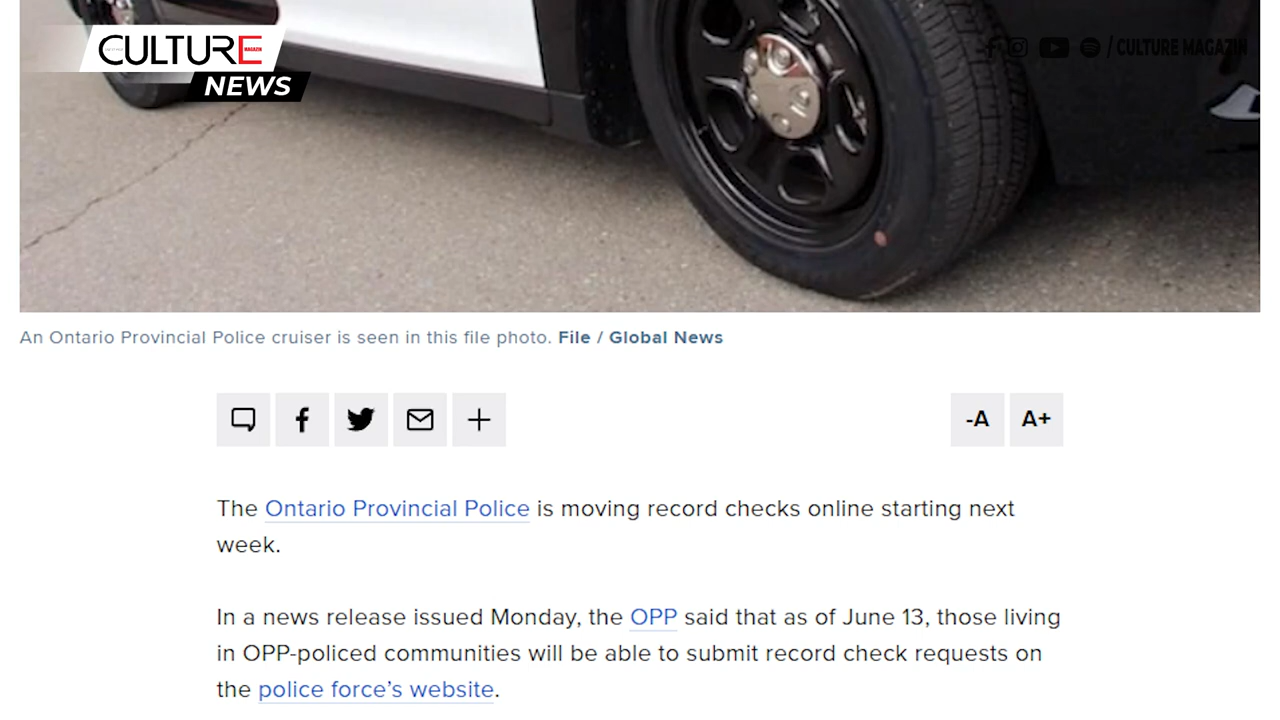 CULTURE MAGAZIN
NEWS
/ CULTURE MAGAZIN
An Ontario Provincial Police cruiser is seen in this file photo. File / Global News
-A A+
The Ontario Provincial Police is moving record checks online starting next
week.
In a news release issued Monday, the OPP said that as of June 13, those living
in OPP-policed communities will be able to submit record check requests on
the police force’s website.